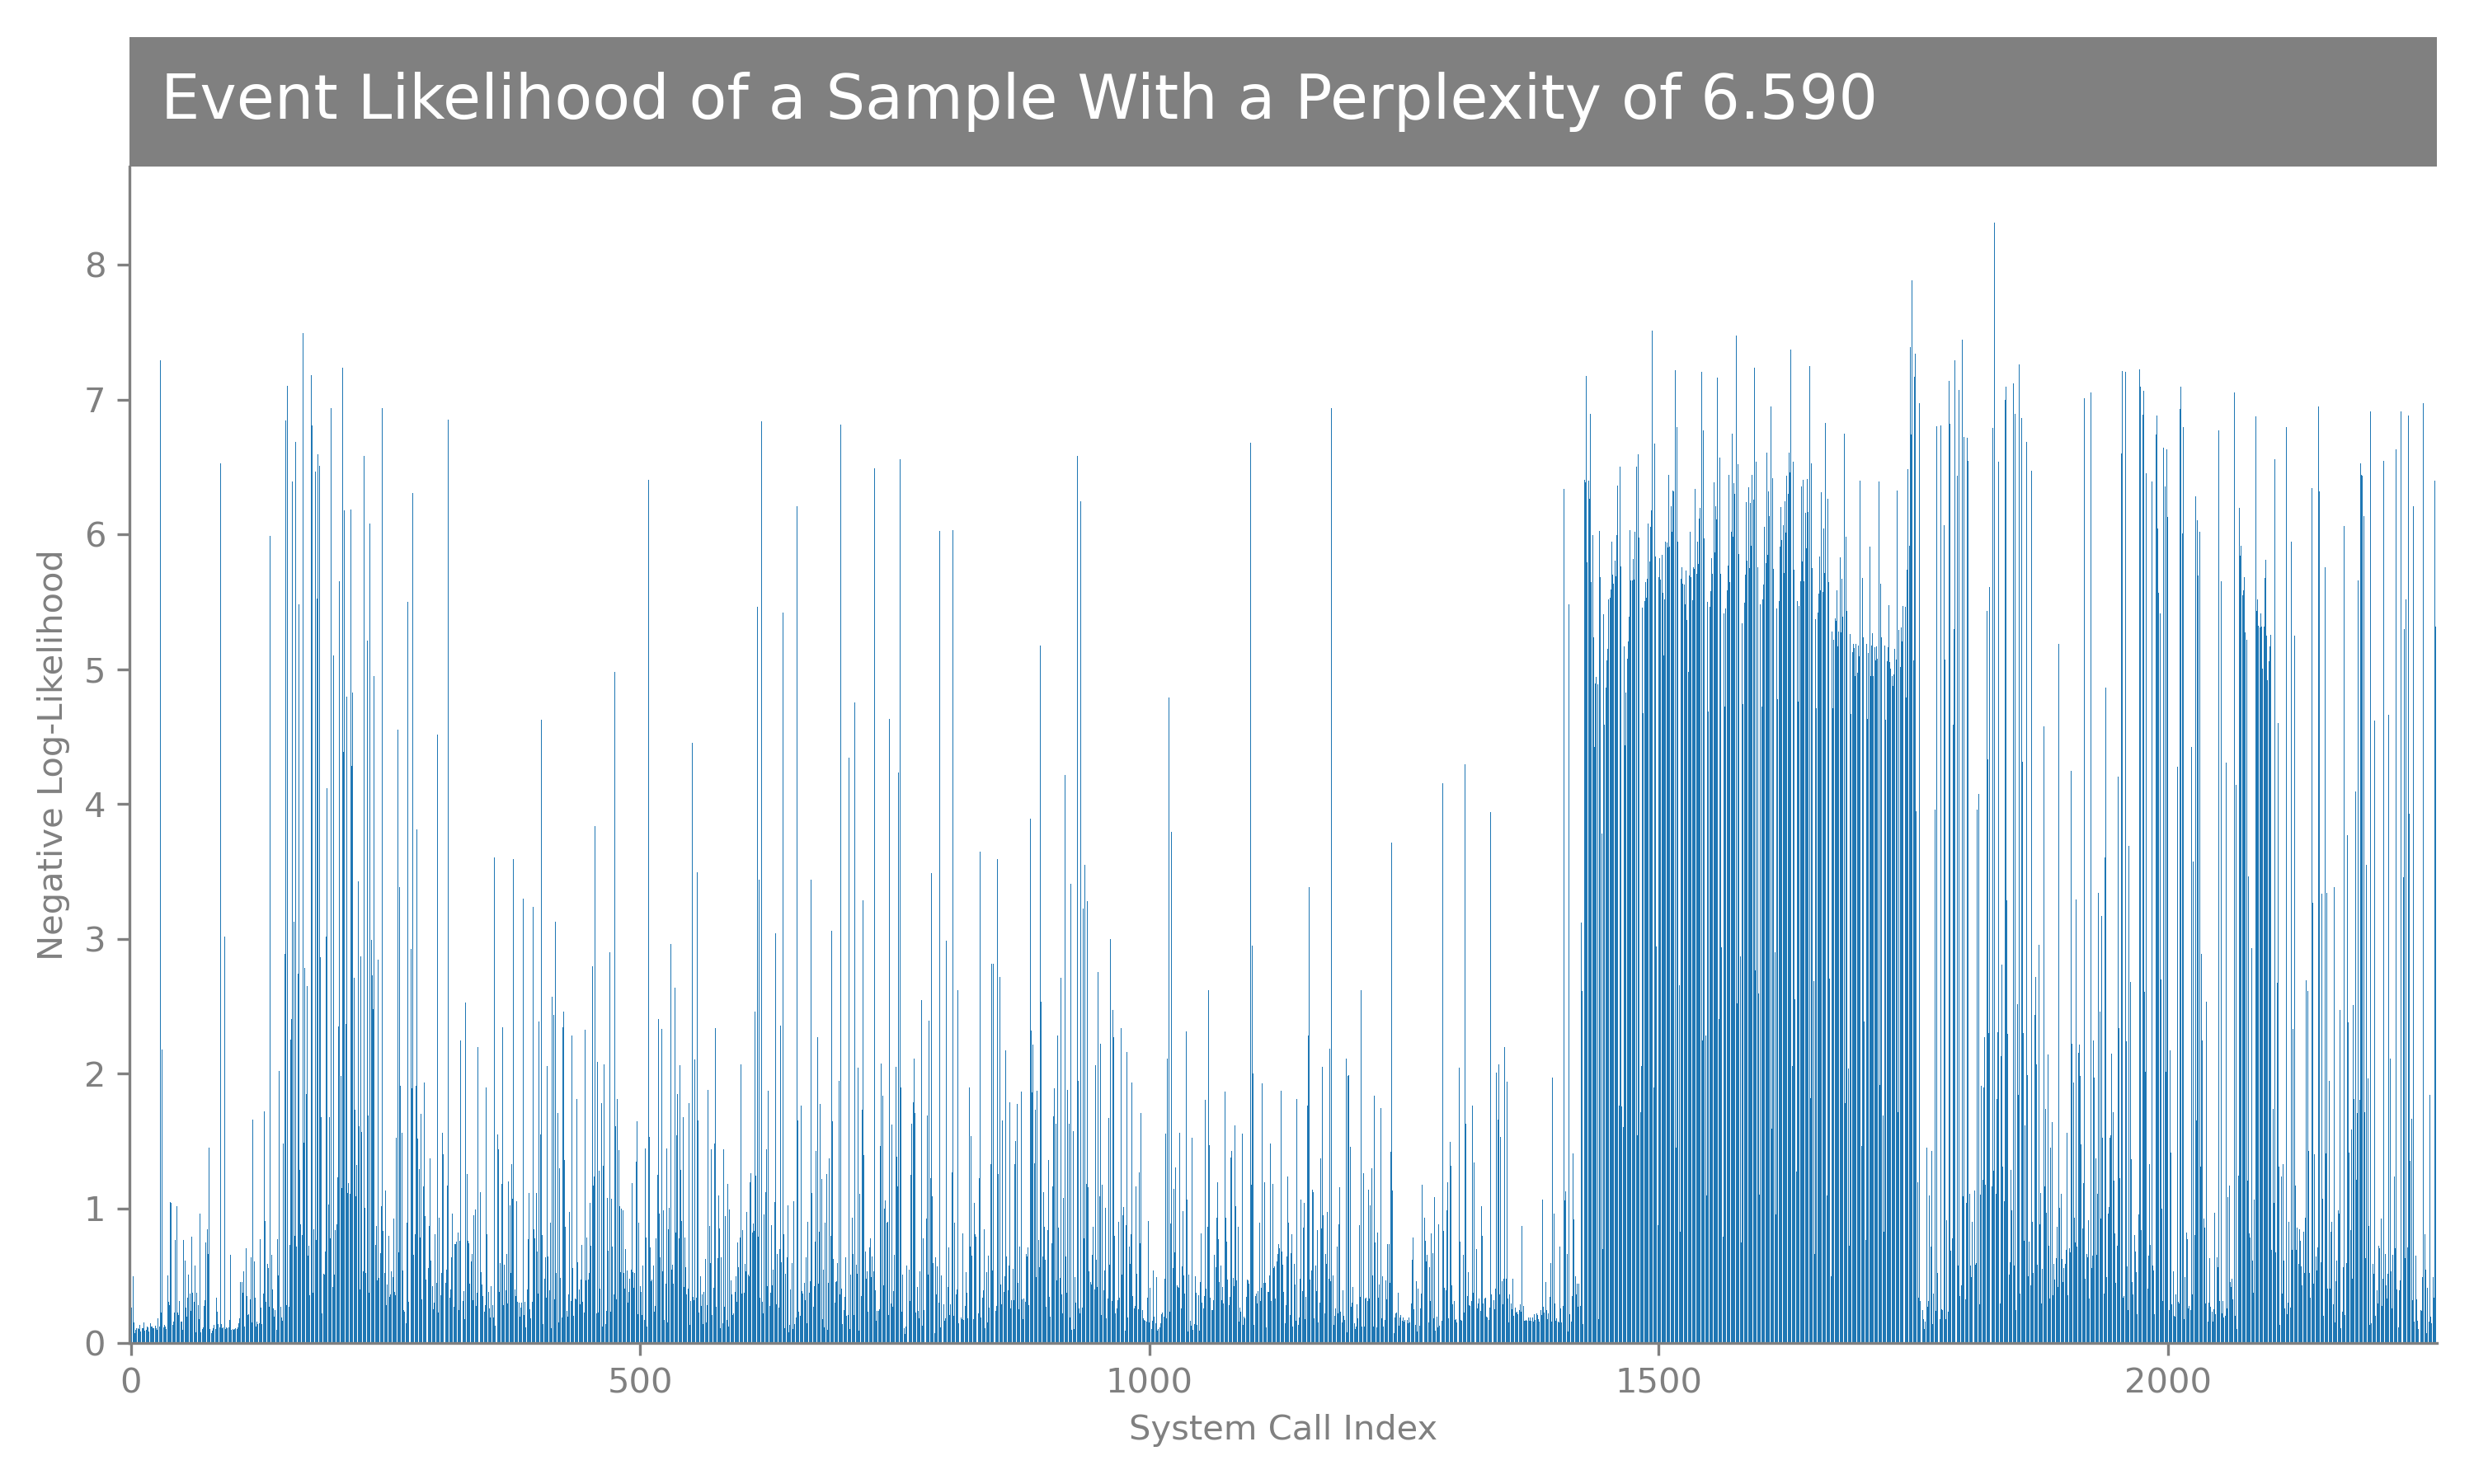 Event Likelihood of a Sample With a Perplexity of 6.590
8
7
6
5
4
3
2
1
0
Negative Log-Likelihood
0 500 1000 1500 2000
System Call Index